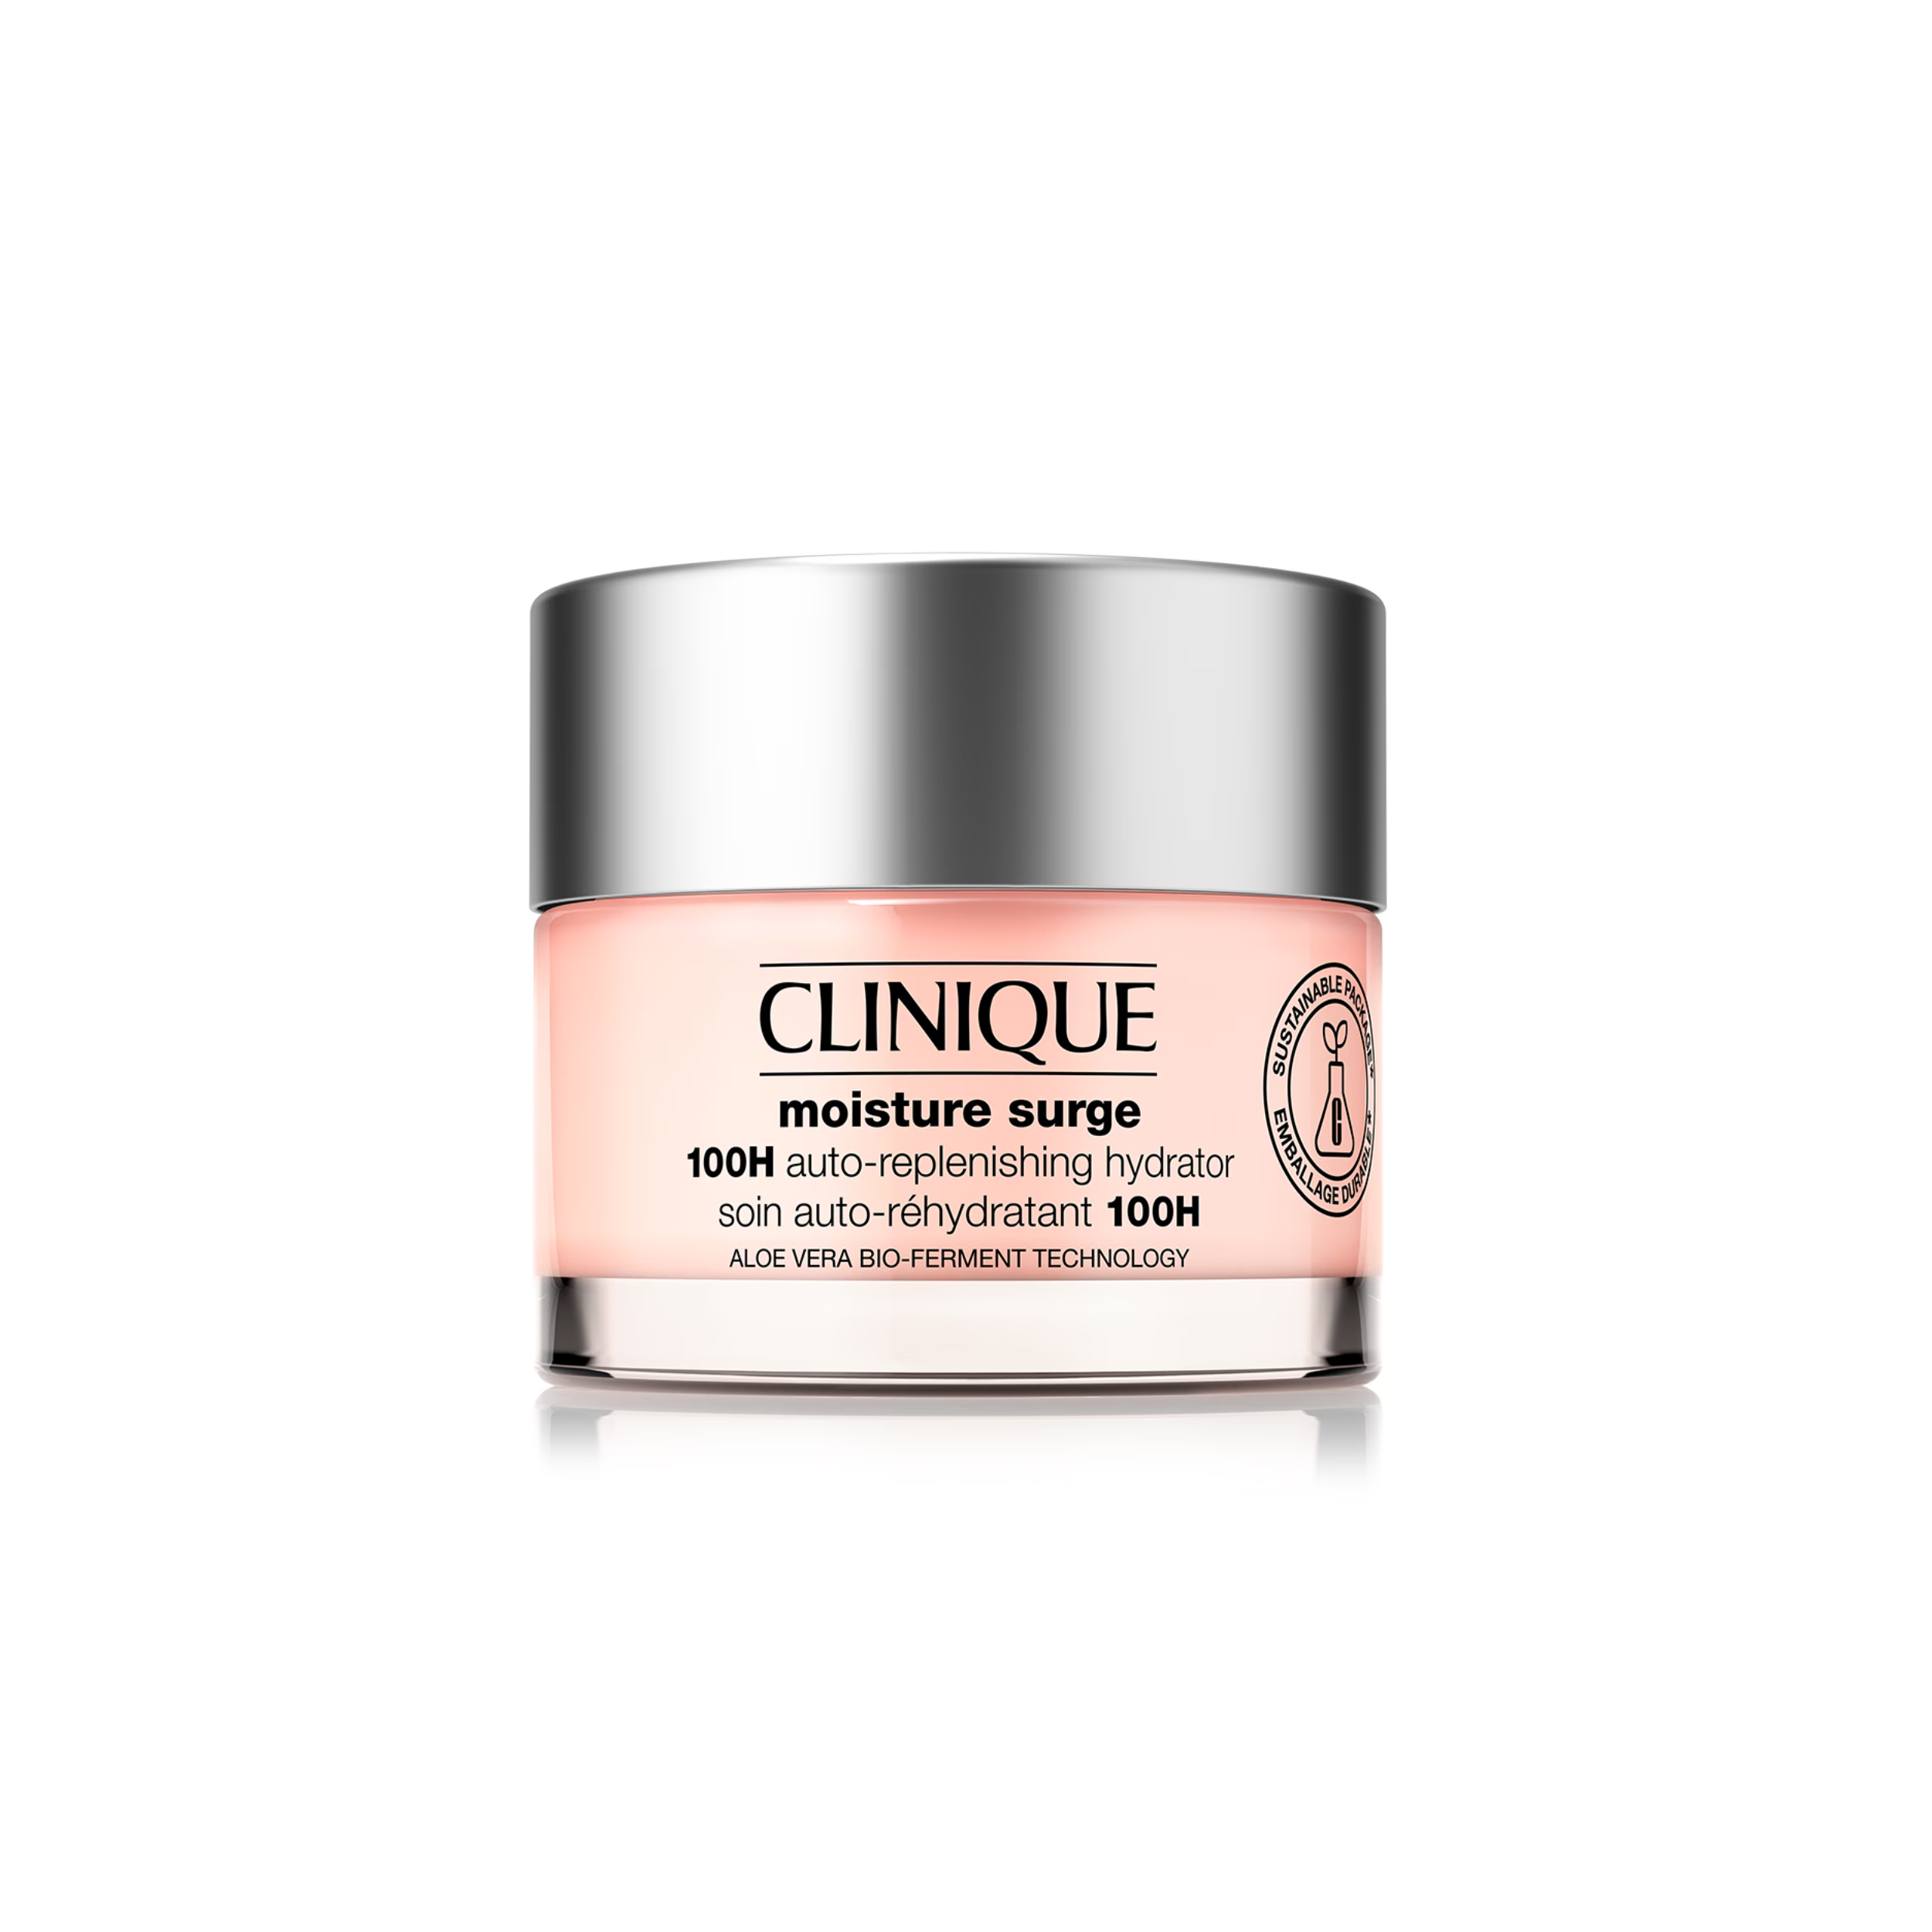 CLINIQUE
moisture surge
100H auto-replenishing hydrator
soin auto-réhydratant 100H
ALOE VERA BIO-FERMENT TECHNOLOGY
SUSTAINABLE PACKAGE*
EMBALLAGE DURABLE*